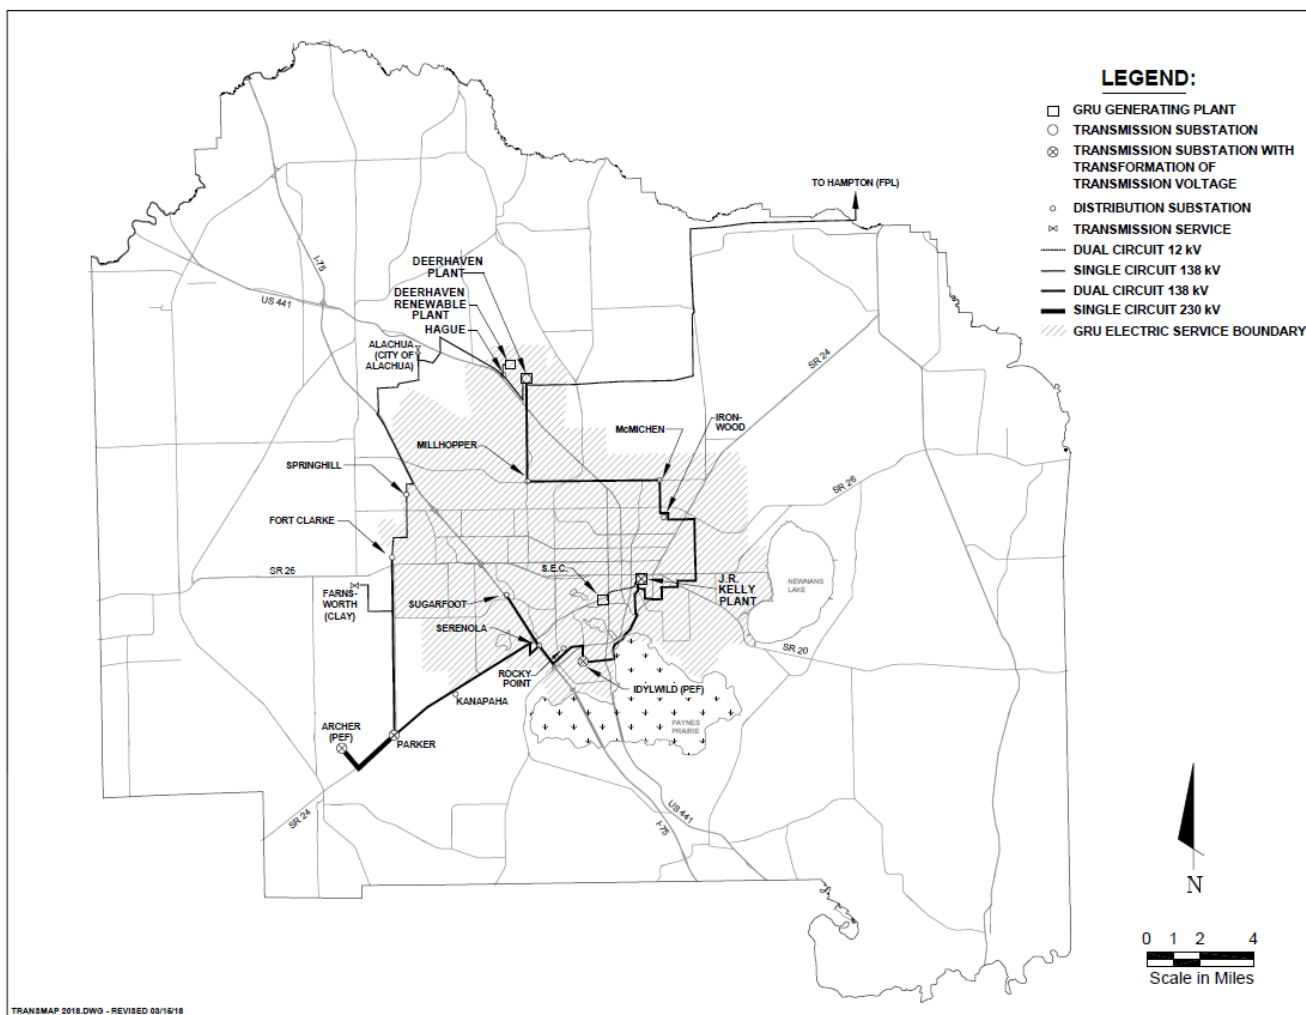 LEGEND:
GRU GENERATING PLANT
TRANSMISSION SUBSTATION
TRANSMISSION SUBSTATION WITH
TRANSFORMATION OF
TRANSMISSION VOLTAGE
DISTRIBUTION SUBSTATION
TRANSMISSION SERVICE
DUAL CIRCUIT 12 kV
SINGLE CIRCUIT 138 kV
DUAL CIRCUIT 138 kV
SINGLE CIRCUIT 230 kV
GRU ELECTRIC SERVICE BOUNDARY
TO HAMPTON (FPL)
I-75
US 441
DEERHAVEN
PLANT
DEERHAVEN
RENEWABLE
PLANT
HAGUE
ALACHUA
(CITY OF
ALACHUA)
SR 24
IRON-
WOOD
McMICHEN
MILLHOPPER
SPRINGHILL
SR 26
FORT CLARKE
S.E.C.
SR 26
J.R.
KELLY
PLANT
NEWNANS
LAKE
FARNS-
WORTH
(CLAY)
SUGARFOOT
SERENOLA
SR 20
ROCKY
POINT
IDYLWILD (PEF)
KANAPAHA
PAYNES
PRAIRIE
ARCHER
(PEF)
PARKER
SR 24
US 441
I-75
N
0 1 2 4
Scale in Miles
TRANSMAP 2018.DWG - REVISED 03/15/18